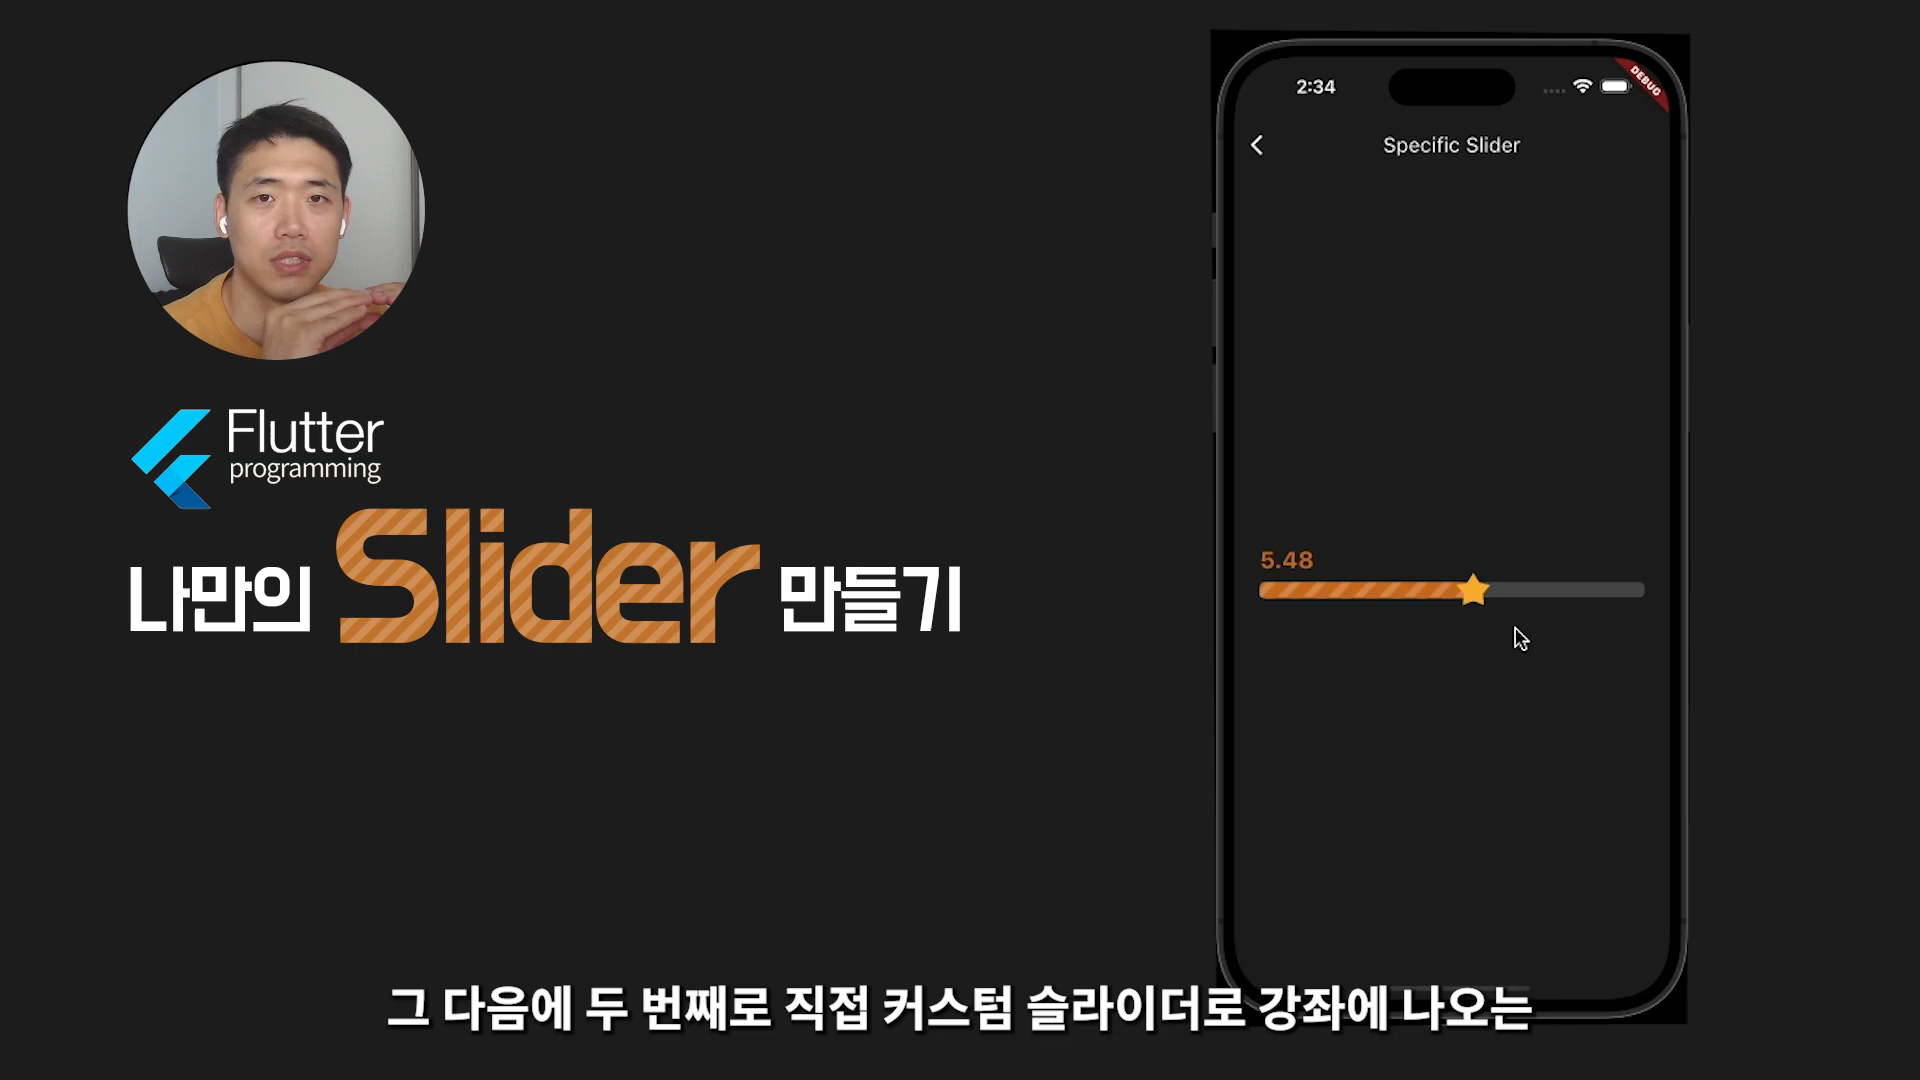 Flutter
programming
나만의 Slider 만들기
2:34
DEBUG
Specific Slider
5.48
그 다음에 두 번째로 직접 커스텀 슬라이더로 강좌에 나오는